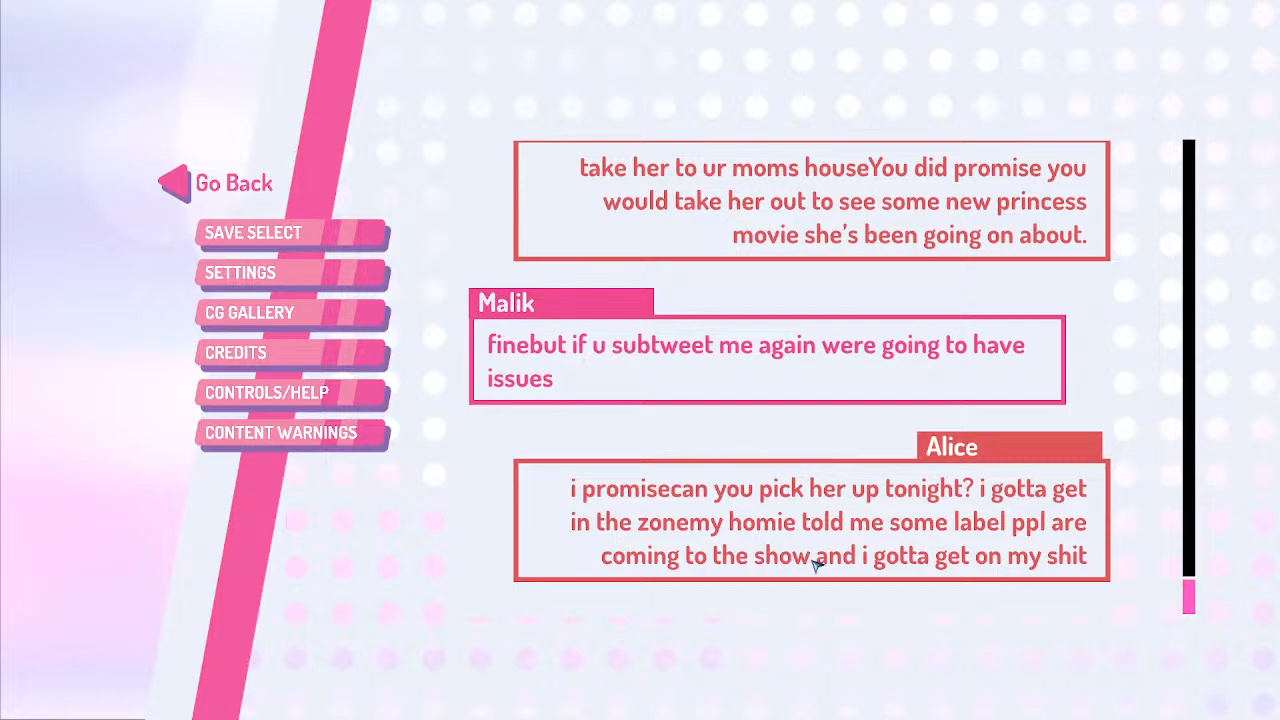 Go Back
SAVE SELECT
SETTINGS
CG GALLERY
CREDITS
CONTROLS/HELP
CONTENT WARNINGS
take her to ur moms houseYou did promise you
would take her out to see some new princess
movie she's been going on about.
Malik
finebut if u subtweet me again were going to have
issues
Alice
i promisecan you pick her up tonight? i gotta get
in the zonemy homie told me some label ppl are
coming to the show and i gotta get on my shit